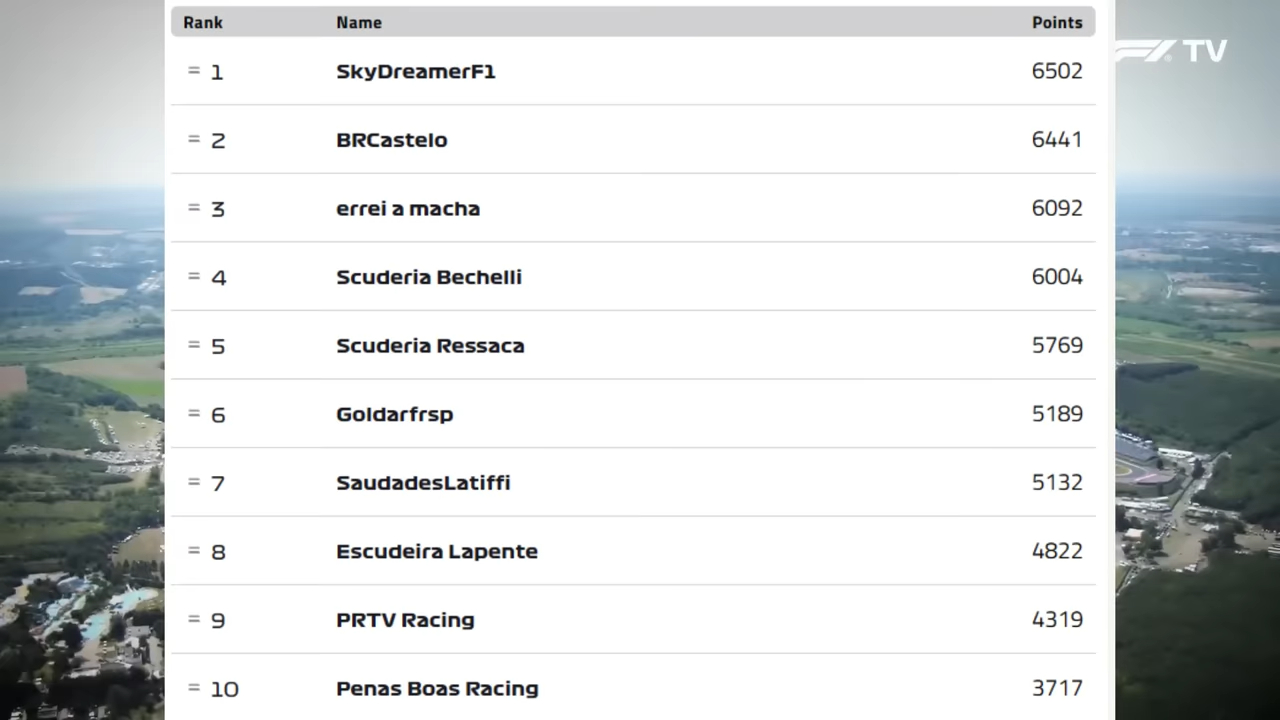 Rank Name Points
= 1 SkyDreamerF1 6502
= 2 BRCastelo 6441
= 3 errei a macha 6092
= 4 Scuderia Bechelli 6004
= 5 Scuderia Ressaca 5769
= 6 Goldarfrsp 5189
= 7 SaudadesLatiffi 5132
= 8 Escudeira Lapente 4822
= 9 PRTV Racing 4319
= 10 Penas Boas Racing 3717
F1 TV